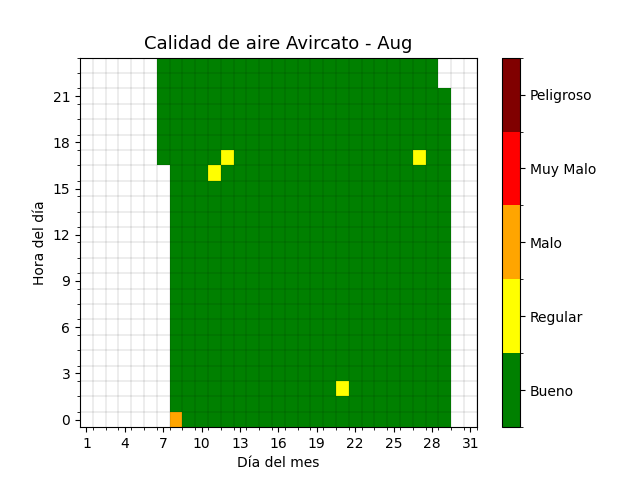 Calidad de aire Avircato - Aug
21
18
15
12
9
6
3
0
Hora del día
1 4 7 10 13 16 19 22 25 28 31
Día del mes
Peligroso
Muy Malo
Malo
Regular
Bueno